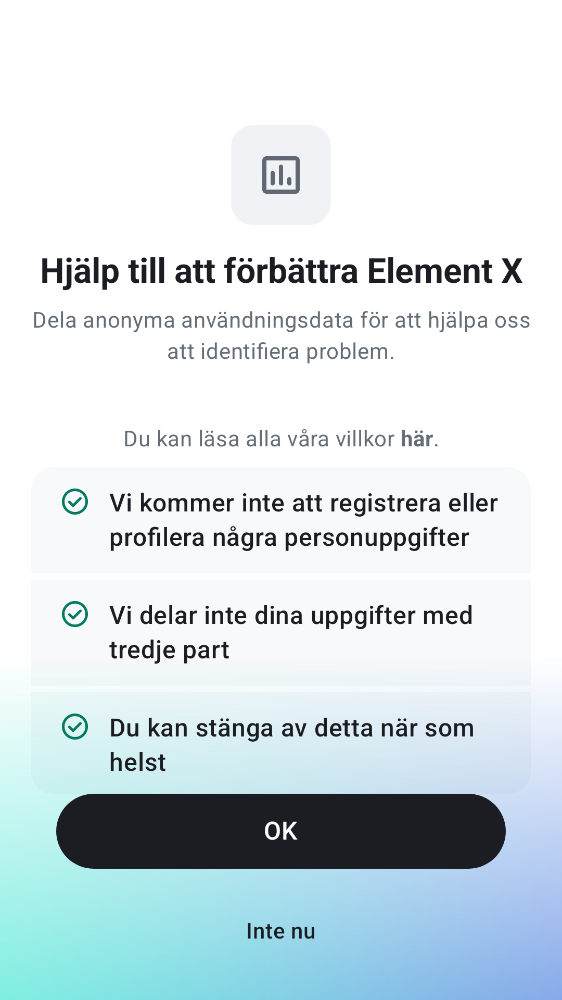 Hjälp till att förbättra Element X
Dela anonyma användningsdata för att hjälpa oss
att identifiera problem.
Du kan läsa alla våra villkor här.
Vi kommer inte att registrera eller
profilera några personuppgifter
Vi delar inte dina uppgifter med
tredje part
Du kan stänga av detta när som
helst
OK
Inte nu